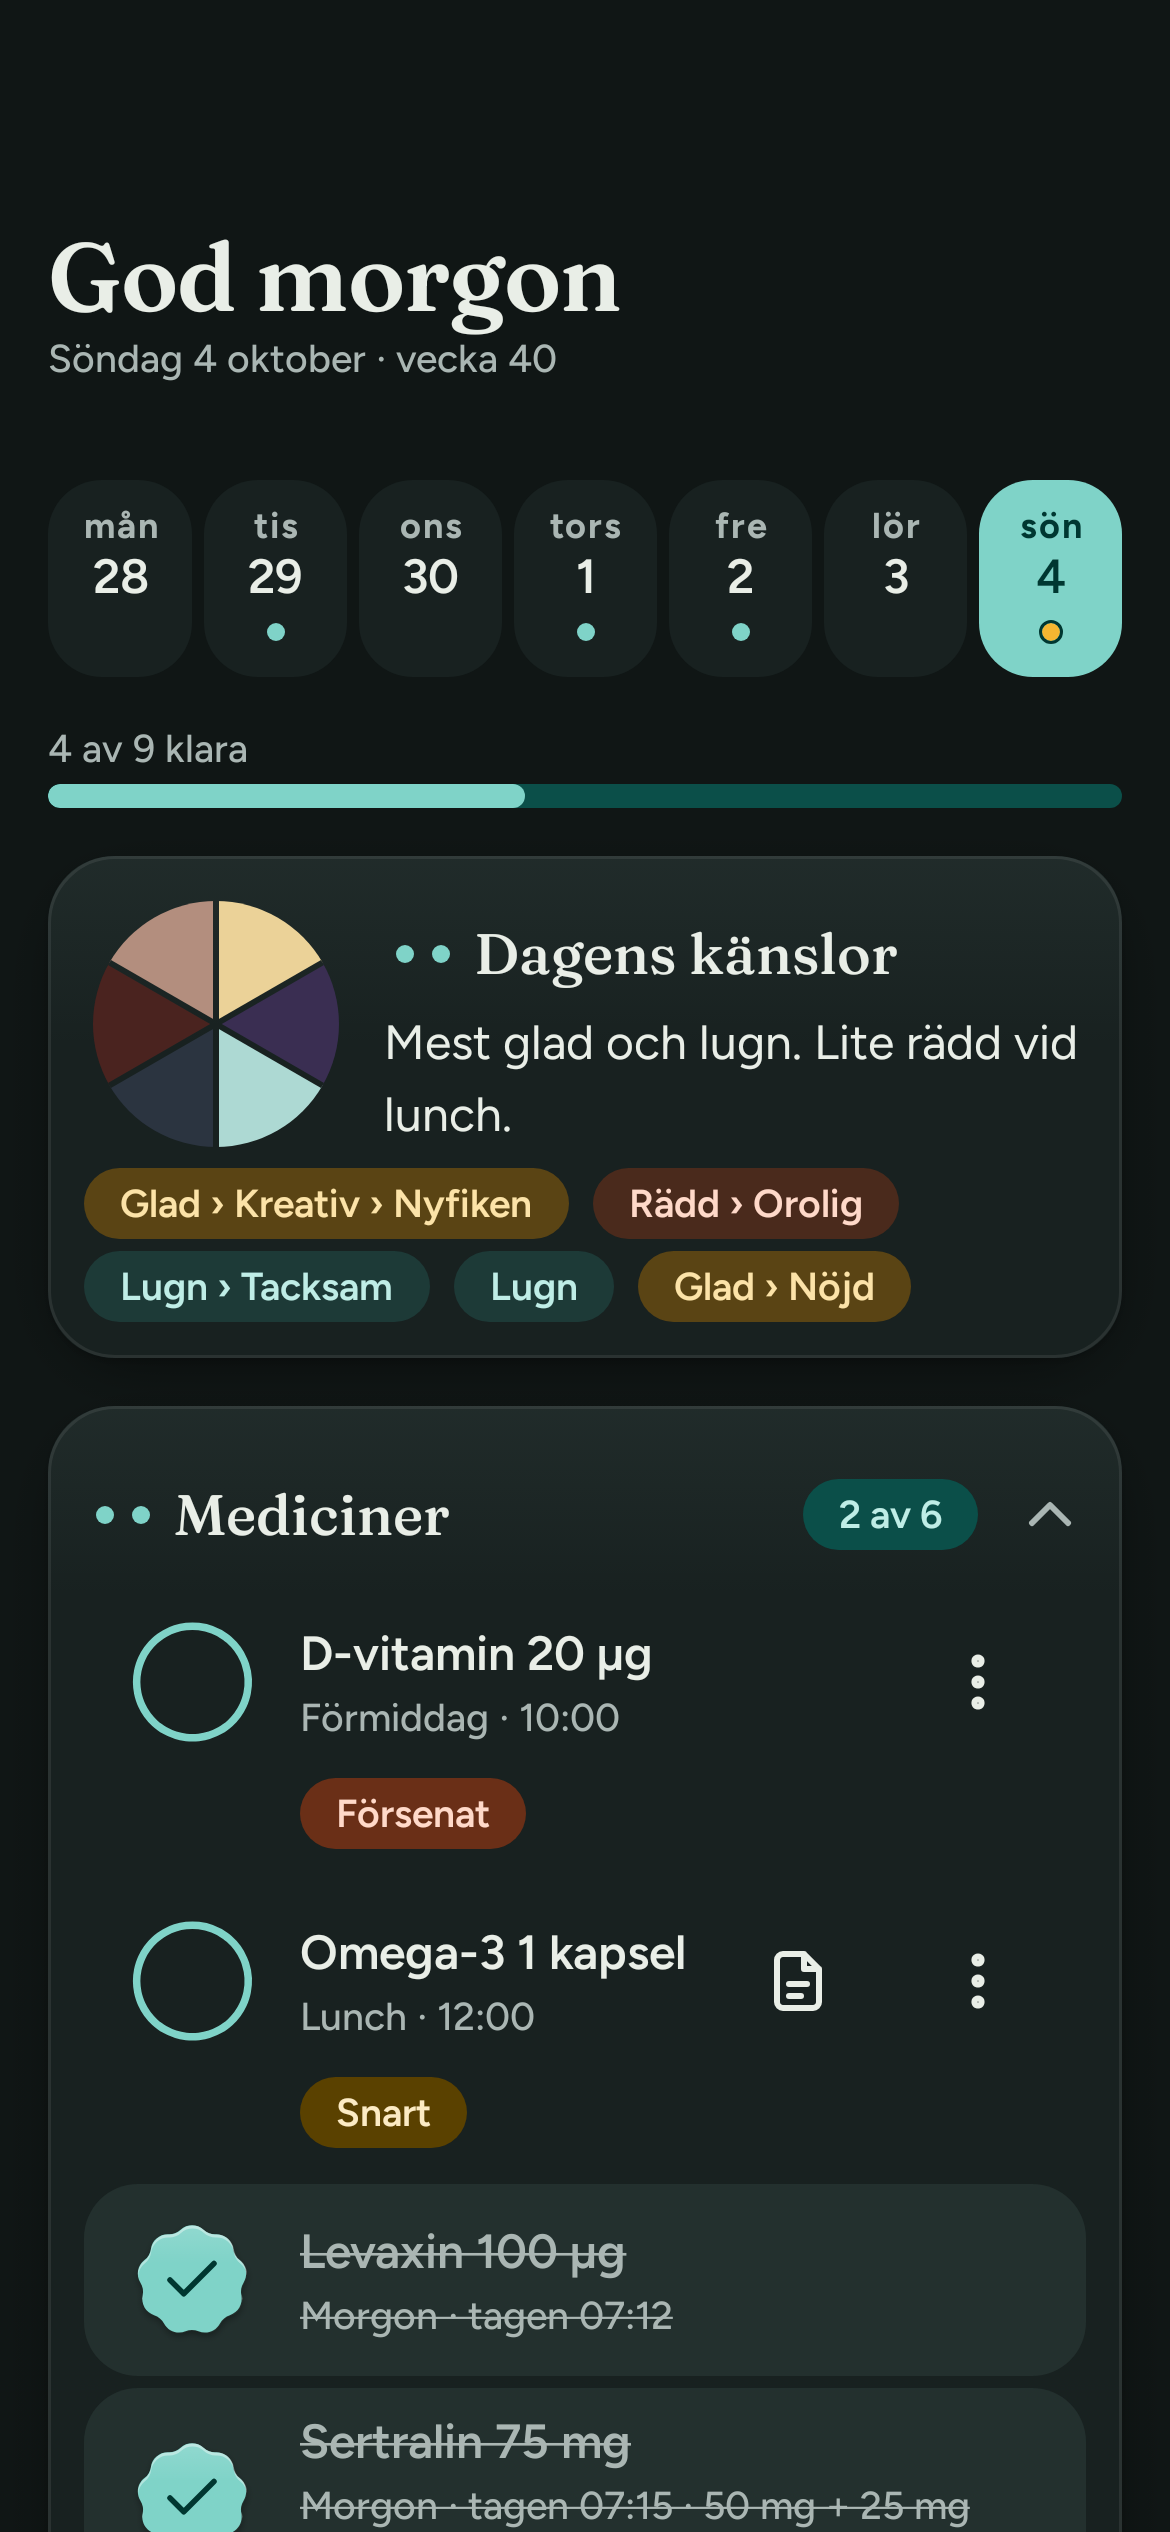 God morgon
Söndag 4 oktober · vecka 40
mån tis ons tors fre lör sön
28 29 30 1 2 3 4
4 av 9 klara
Dagens känslor
Mest glad och lugn. Lite rädd vid
lunch.
Glad › Kreativ › Nyfiken Rädd › Orolig
Lugn › Tacksam Lugn Glad › Nöjd
Mediciner 2 av 6
D-vitamin 20 µg
Förmiddag · 10:00
Försenat
Omega-3 1 kapsel
Lunch · 12:00
Snart
Levaxin 100 µg
Morgon · tagen 07:12
Sertralin 75 mg
Morgon · tagen 07:15 · 50 mg + 25 mg